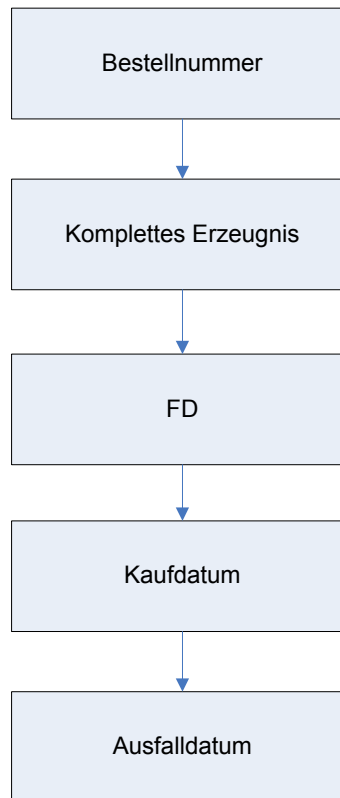 Bestellnummer
Komplettes Erzeugnis
FD
Kaufdatum
Ausfalldatum